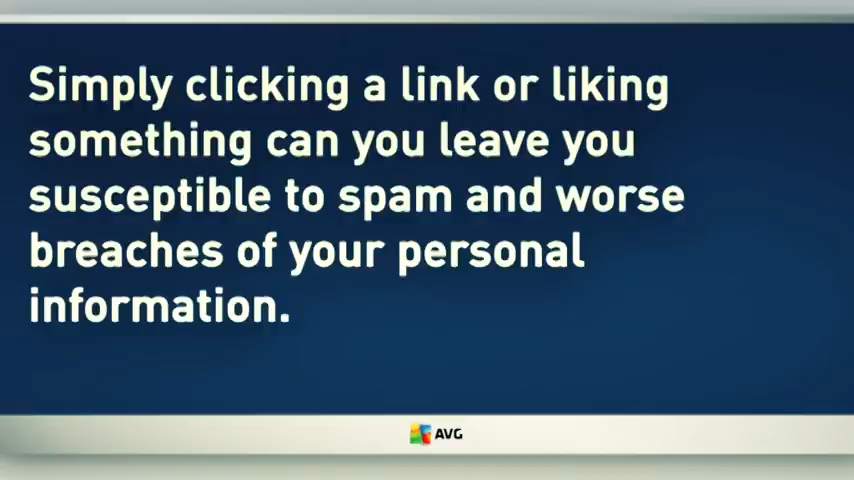 Simply clicking a link or liking
something can you leave you
susceptible to spam and worse
breaches of your personal
information.
AVG